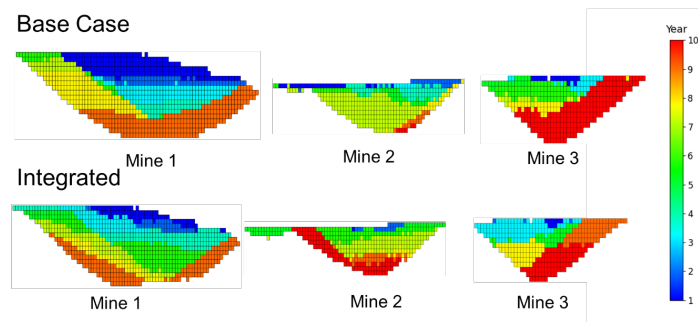 Base Case
Mine 1
Mine 2
Mine 3
Integrated
Mine 1
Mine 2
Mine 3
Year
10
9
8
7
6
5
4
3
2
1